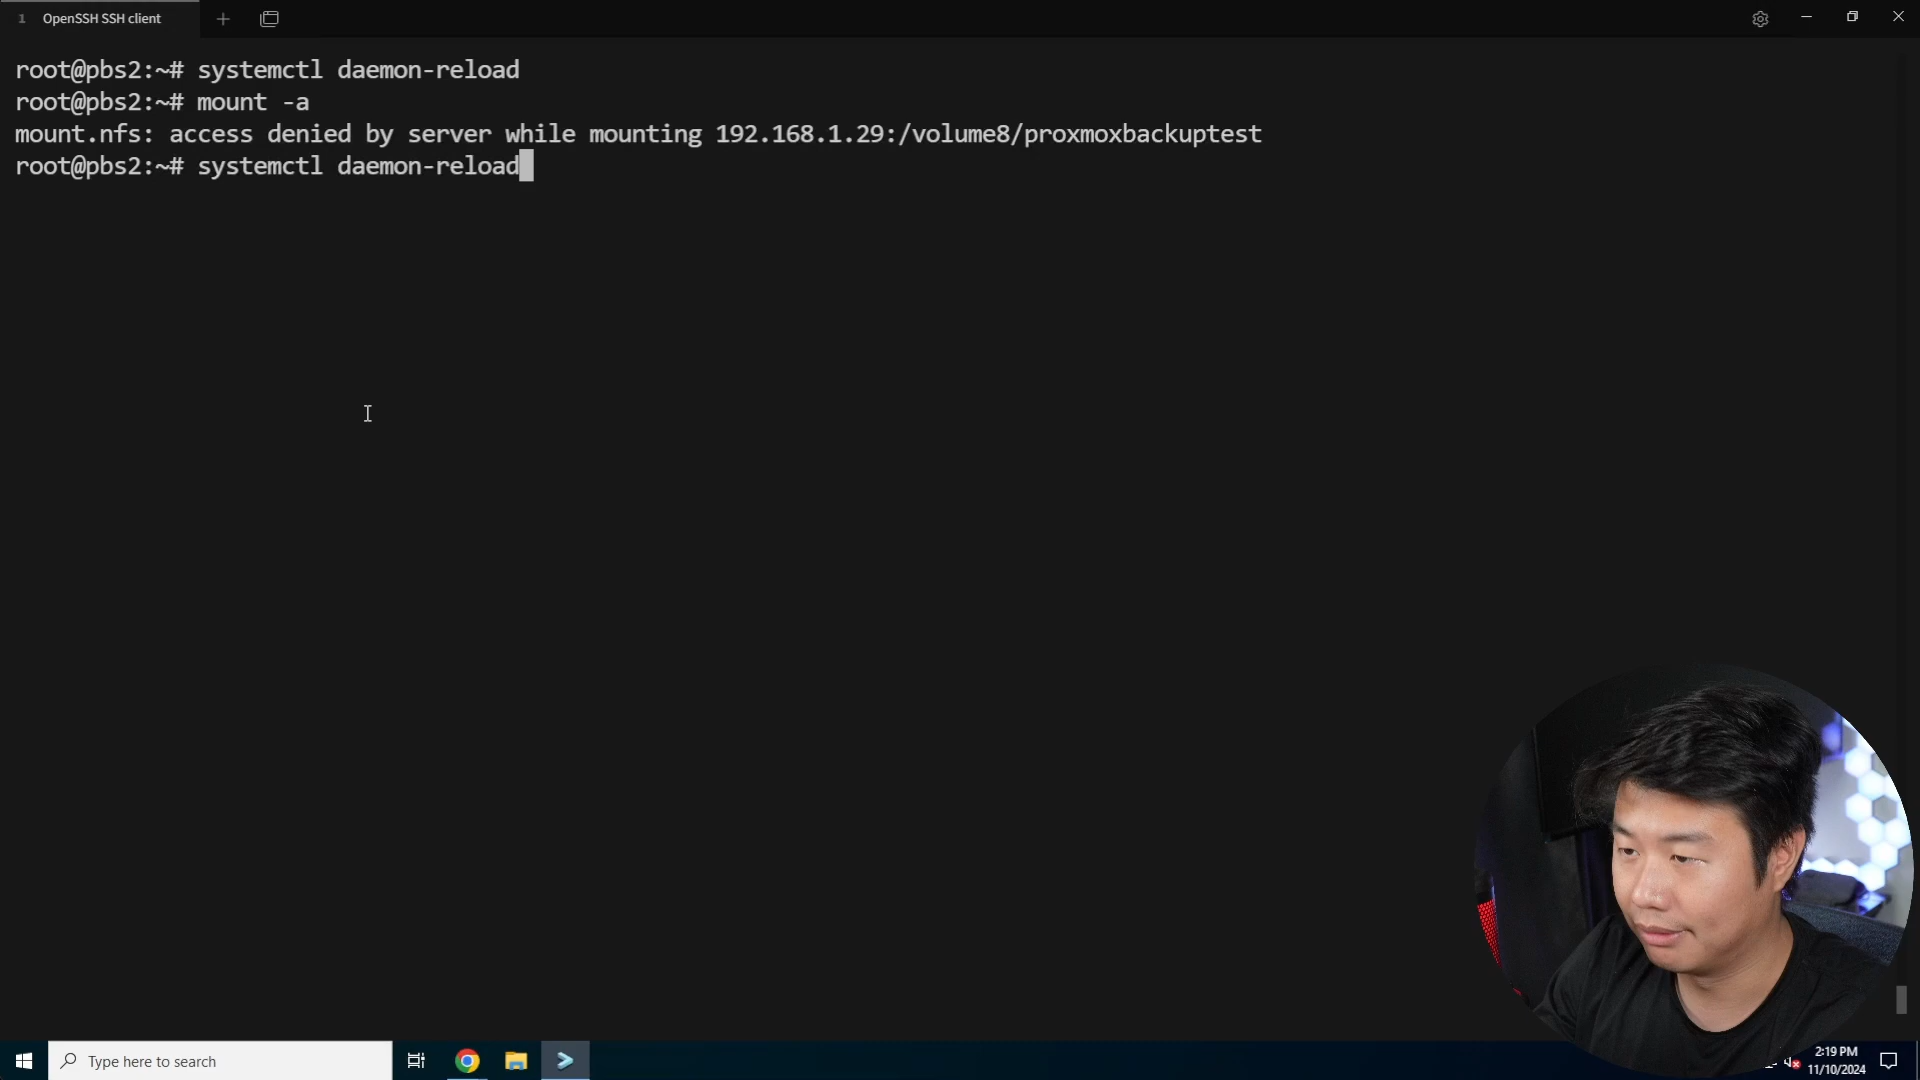 1 OpenSSH SSH client
root@pbs2:~# systemctl daemon-reload
root@pbs2:~# mount -a
mount.nfs: access denied by server while mounting 192.168.1.29:/volume8/proxmoxbackuptest
root@pbs2:~# systemctl daemon-reload
Type here to search
2:19 PM
11/10/2024